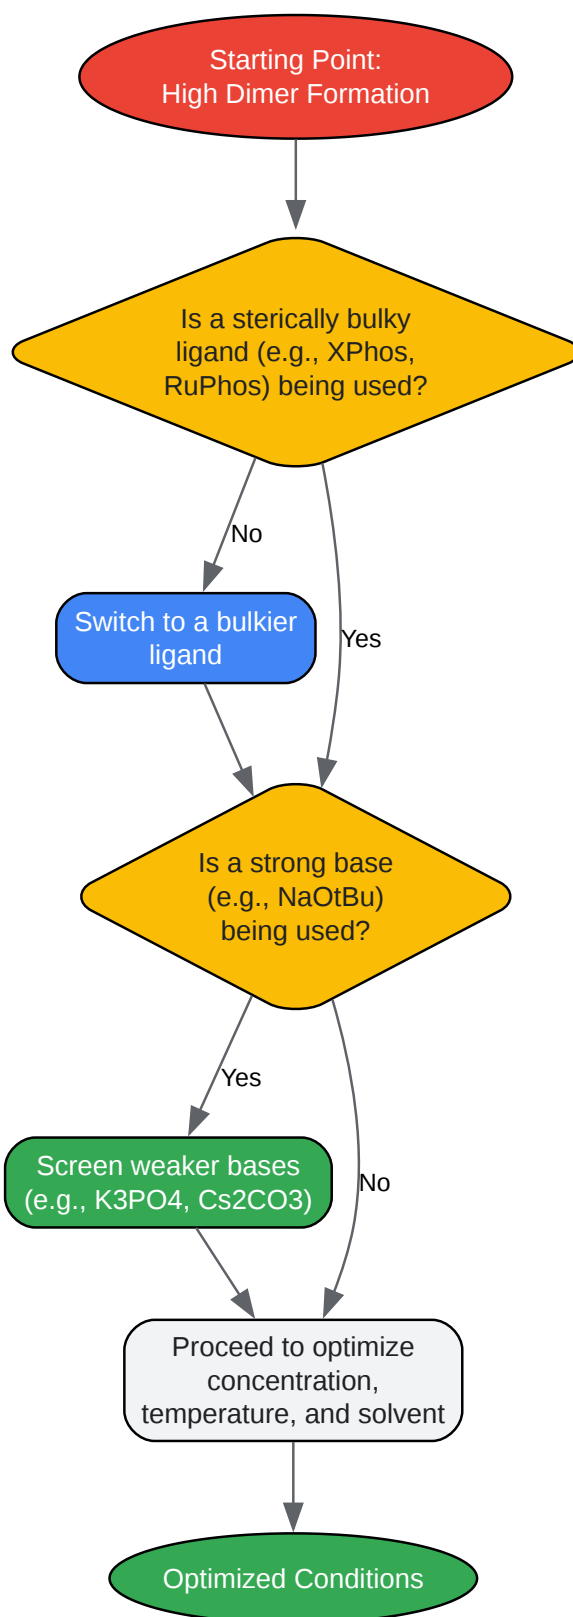 Starting Point:
High Dimer Formation
Is a sterically bulky
ligand (e.g., XPhos,
RuPhos) being used?
No
Switch to a bulkier
ligand
Yes
Is a strong base
(e.g., NaOtBu)
being used?
Yes
Screen weaker bases
(e.g., K3PO4, Cs2CO3)
No
Proceed to optimize
concentration,
temperature, and solvent
Optimized Conditions